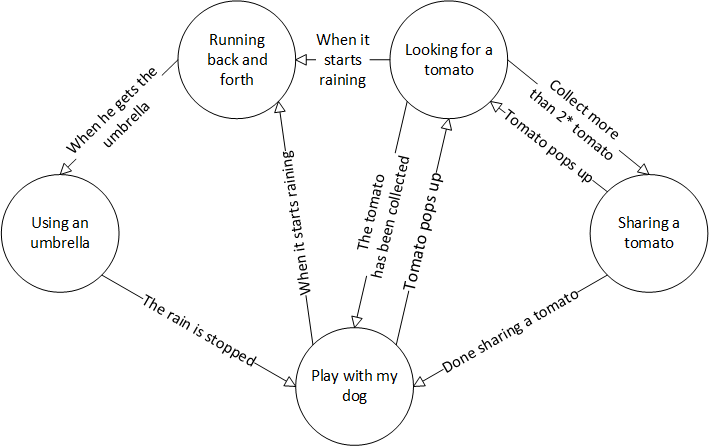 Running
back and
forth
When it
starts
raining
Looking for a
tomato
Collect more
than 2* tomato
Tomato pops up
When he gets the
umbrella
Using an
umbrella
When it starts raining
The tomato
has been collected
Tomato pops up
Sharing a
tomato
The rain is stopped
Done sharing a tomato
Play with my
dog